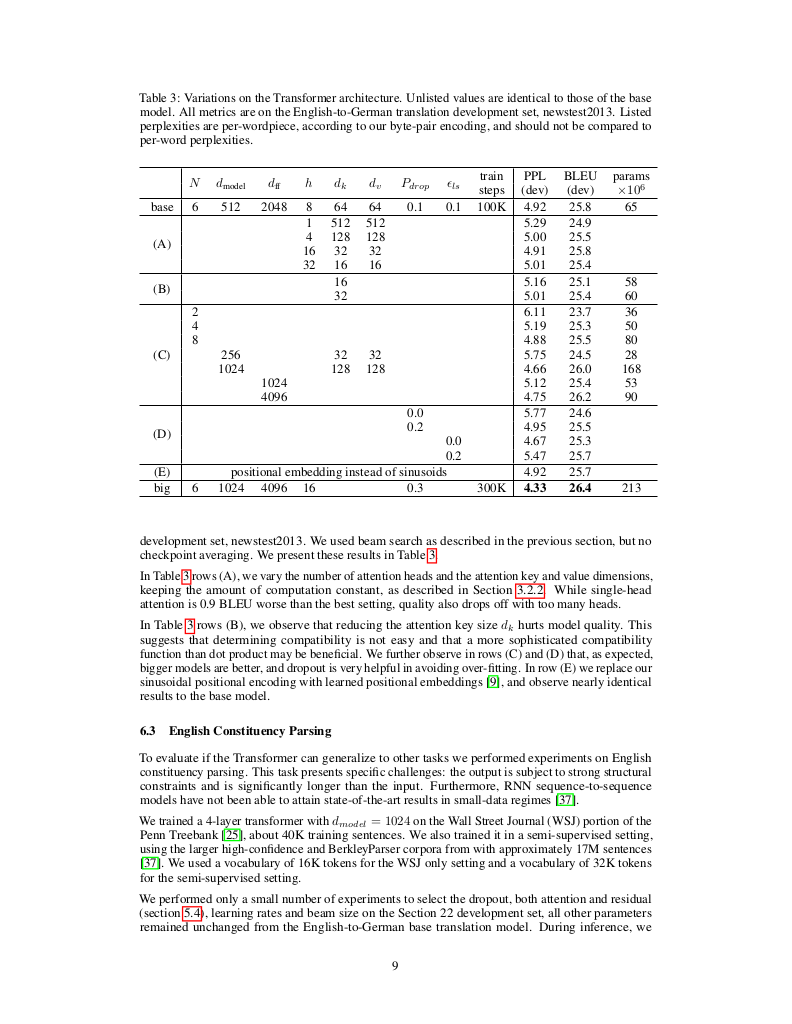 Table 3: Variations on the Transformer architecture. Unlisted values are identical to those of the base
model. All metrics are on the English-to-German translation development set, newstest2013. Listed
perplexities are per-wordpiece, according to our byte-pair encoding, and should not be compared to
per-word perplexities.
N d_model d_ff h d_k d_v P_drop ϵ_ls train steps PPL (dev) BLEU (dev) params ×10^6
base 6 512 2048 8 64 64 0.1 0.1 100K 4.92 25.8 65
(A)
1 512 512 5.29 24.9
4 128 128 5.00 25.5
16 32 32 4.91 25.8
32 16 16 5.01 25.4
(B)
16 5.16 25.1 58
32 5.01 25.4 60
(C)
2 6.11 23.7 36
4 5.19 25.3 50
8 4.88 25.5 80
256 32 32 5.75 24.5 28
1024 128 128 4.66 26.0 168
1024 5.12 25.4 53
4096 4.75 26.2 90
(D)
0.0 5.77 24.6
0.2 4.95 25.5
0.0 4.67 25.3
0.2 5.47 25.7
(E) positional embedding instead of sinusoids 4.92 25.7
big 6 1024 4096 16 0.3 300K 4.33 26.4 213
development set, newstest2013. We used beam search as described in the previous section, but no
checkpoint averaging. We present these results in Table 3.
In Table 3 rows (A), we vary the number of attention heads and the attention key and value dimensions,
keeping the amount of computation constant, as described in Section 3.2.2. While single-head
attention is 0.9 BLEU worse than the best setting, quality also drops off with too many heads.
In Table 3 rows (B), we observe that reducing the attention key size d_k hurts model quality. This
suggests that determining compatibility is not easy and that a more sophisticated compatibility
function than dot product may be beneficial. We further observe in rows (C) and (D) that, as expected,
bigger models are better, and dropout is very helpful in avoiding over-fitting. In row (E) we replace our
sinusoidal positional encoding with learned positional embeddings [9], and observe nearly identical
results to the base model.
6.3 English Constituency Parsing
To evaluate if the Transformer can generalize to other tasks we performed experiments on English
constituency parsing. This task presents specific challenges: the output is subject to strong structural
constraints and is significantly longer than the input. Furthermore, RNN sequence-to-sequence
models have not been able to attain state-of-the-art results in small-data regimes [37].
We trained a 4-layer transformer with d_model = 1024 on the Wall Street Journal (WSJ) portion of the
Penn Treebank [25], about 40K training sentences. We also trained it in a semi-supervised setting,
using the larger high-confidence and BerkleyParser corpora from with approximately 17M sentences
[37]. We used a vocabulary of 16K tokens for the WSJ only setting and a vocabulary of 32K tokens
for the semi-supervised setting.
We performed only a small number of experiments to select the dropout, both attention and residual
(section 5.4), learning rates and beam size on the Section 22 development set, all other parameters
remained unchanged from the English-to-German base translation model. During inference, we
9